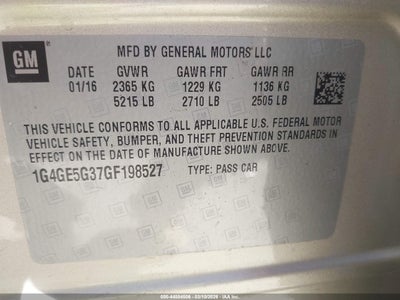 GM
MFD BY GENERAL MOTORS LLC
DATE GVWR GAWR FRT GAWR RR
01/16 2365 KG 1229 KG 1136 KG
5215 LB 2710 LB 2505 LB
THIS VEHICLE CONFORMS TO ALL APPLICABLE U.S. FEDERAL MOTOR
VEHICLE SAFETY, BUMPER, AND THEFT PREVENTION STANDARDS IN
EFFECT ON THE DATE OF MANUFACTURE SHOWN ABOVE.
1G4GE5G37GF198527 TYPE: PASS CAR